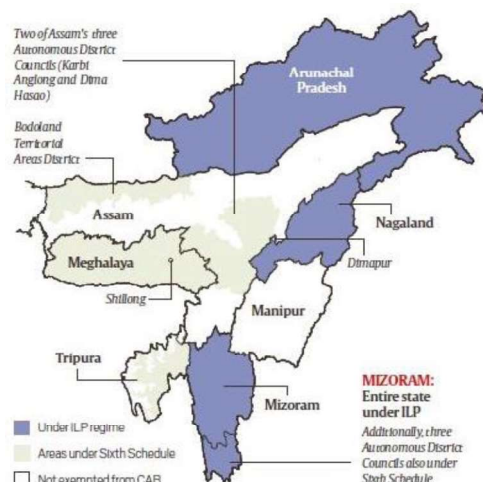 Two of Assam's three
Autonomous District
Councils (Karbi
Anglong and Dima
Hasao)
Arunachal
Pradesh
Bodoland
Territorial
Areas District
Assam
Nagaland
Meghalaya
Dimapur
Shillong
Manipur
Tripura
Mizoram
MIZORAM:
Entire state
under ILP
Additionally, three
Autonomous District
Councils also under
Sixth Schedule
Under ILP regime
Areas under Sixth Schedule
Not exempted from CAB